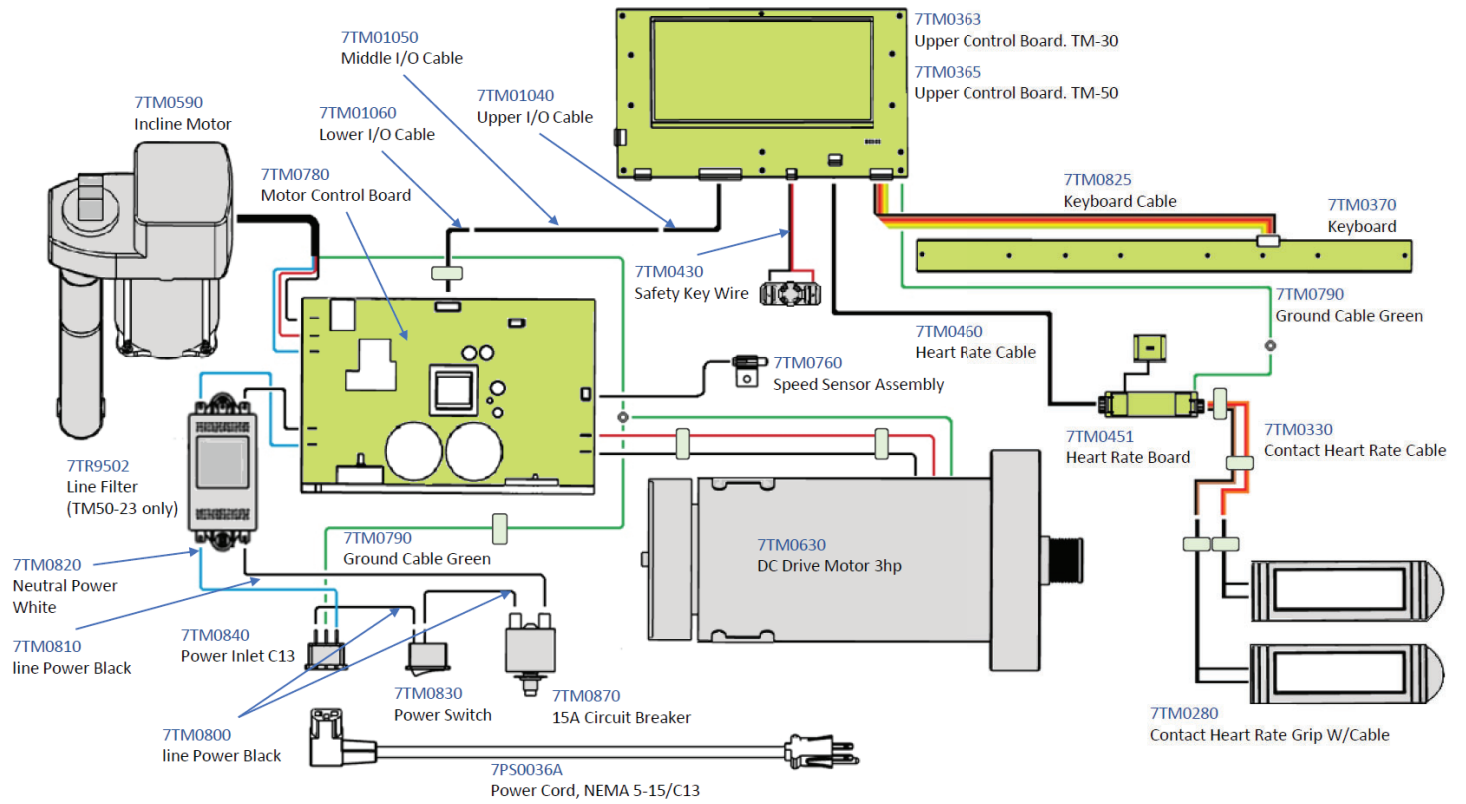 7TM0363
Upper Control Board. TM-30
7TM0365
Upper Control Board. TM-50
7TM01050
Middle I/O Cable
7TM01040
Upper I/O Cable
7TM01060
Lower I/O Cable
7TM0590
Incline Motor
7TM0780
Motor Control Board
7TM0825
Keyboard Cable
7TM0370
Keyboard
7TM0430
Safety Key Wire
7TM0790
Ground Cable Green
7TM0460
Heart Rate Cable
7TM0760
Speed Sensor Assembly
7TM0451
Heart Rate Board
7TM0330
Contact Heart Rate Cable
7TR9502
Line Filter
(TM50-23 only)
7TM0790
Ground Cable Green
7TM0630
DC Drive Motor 3hp
7TM0820
Neutral Power
White
7TM0810
line Power Black
7TM0840
Power Inlet C13
7TM0830
Power Switch
7TM0870
15A Circuit Breaker
7TM0800
line Power Black
7TM0280
Contact Heart Rate Grip W/Cable
7PS0036A
Power Cord, NEMA 5-15/C13